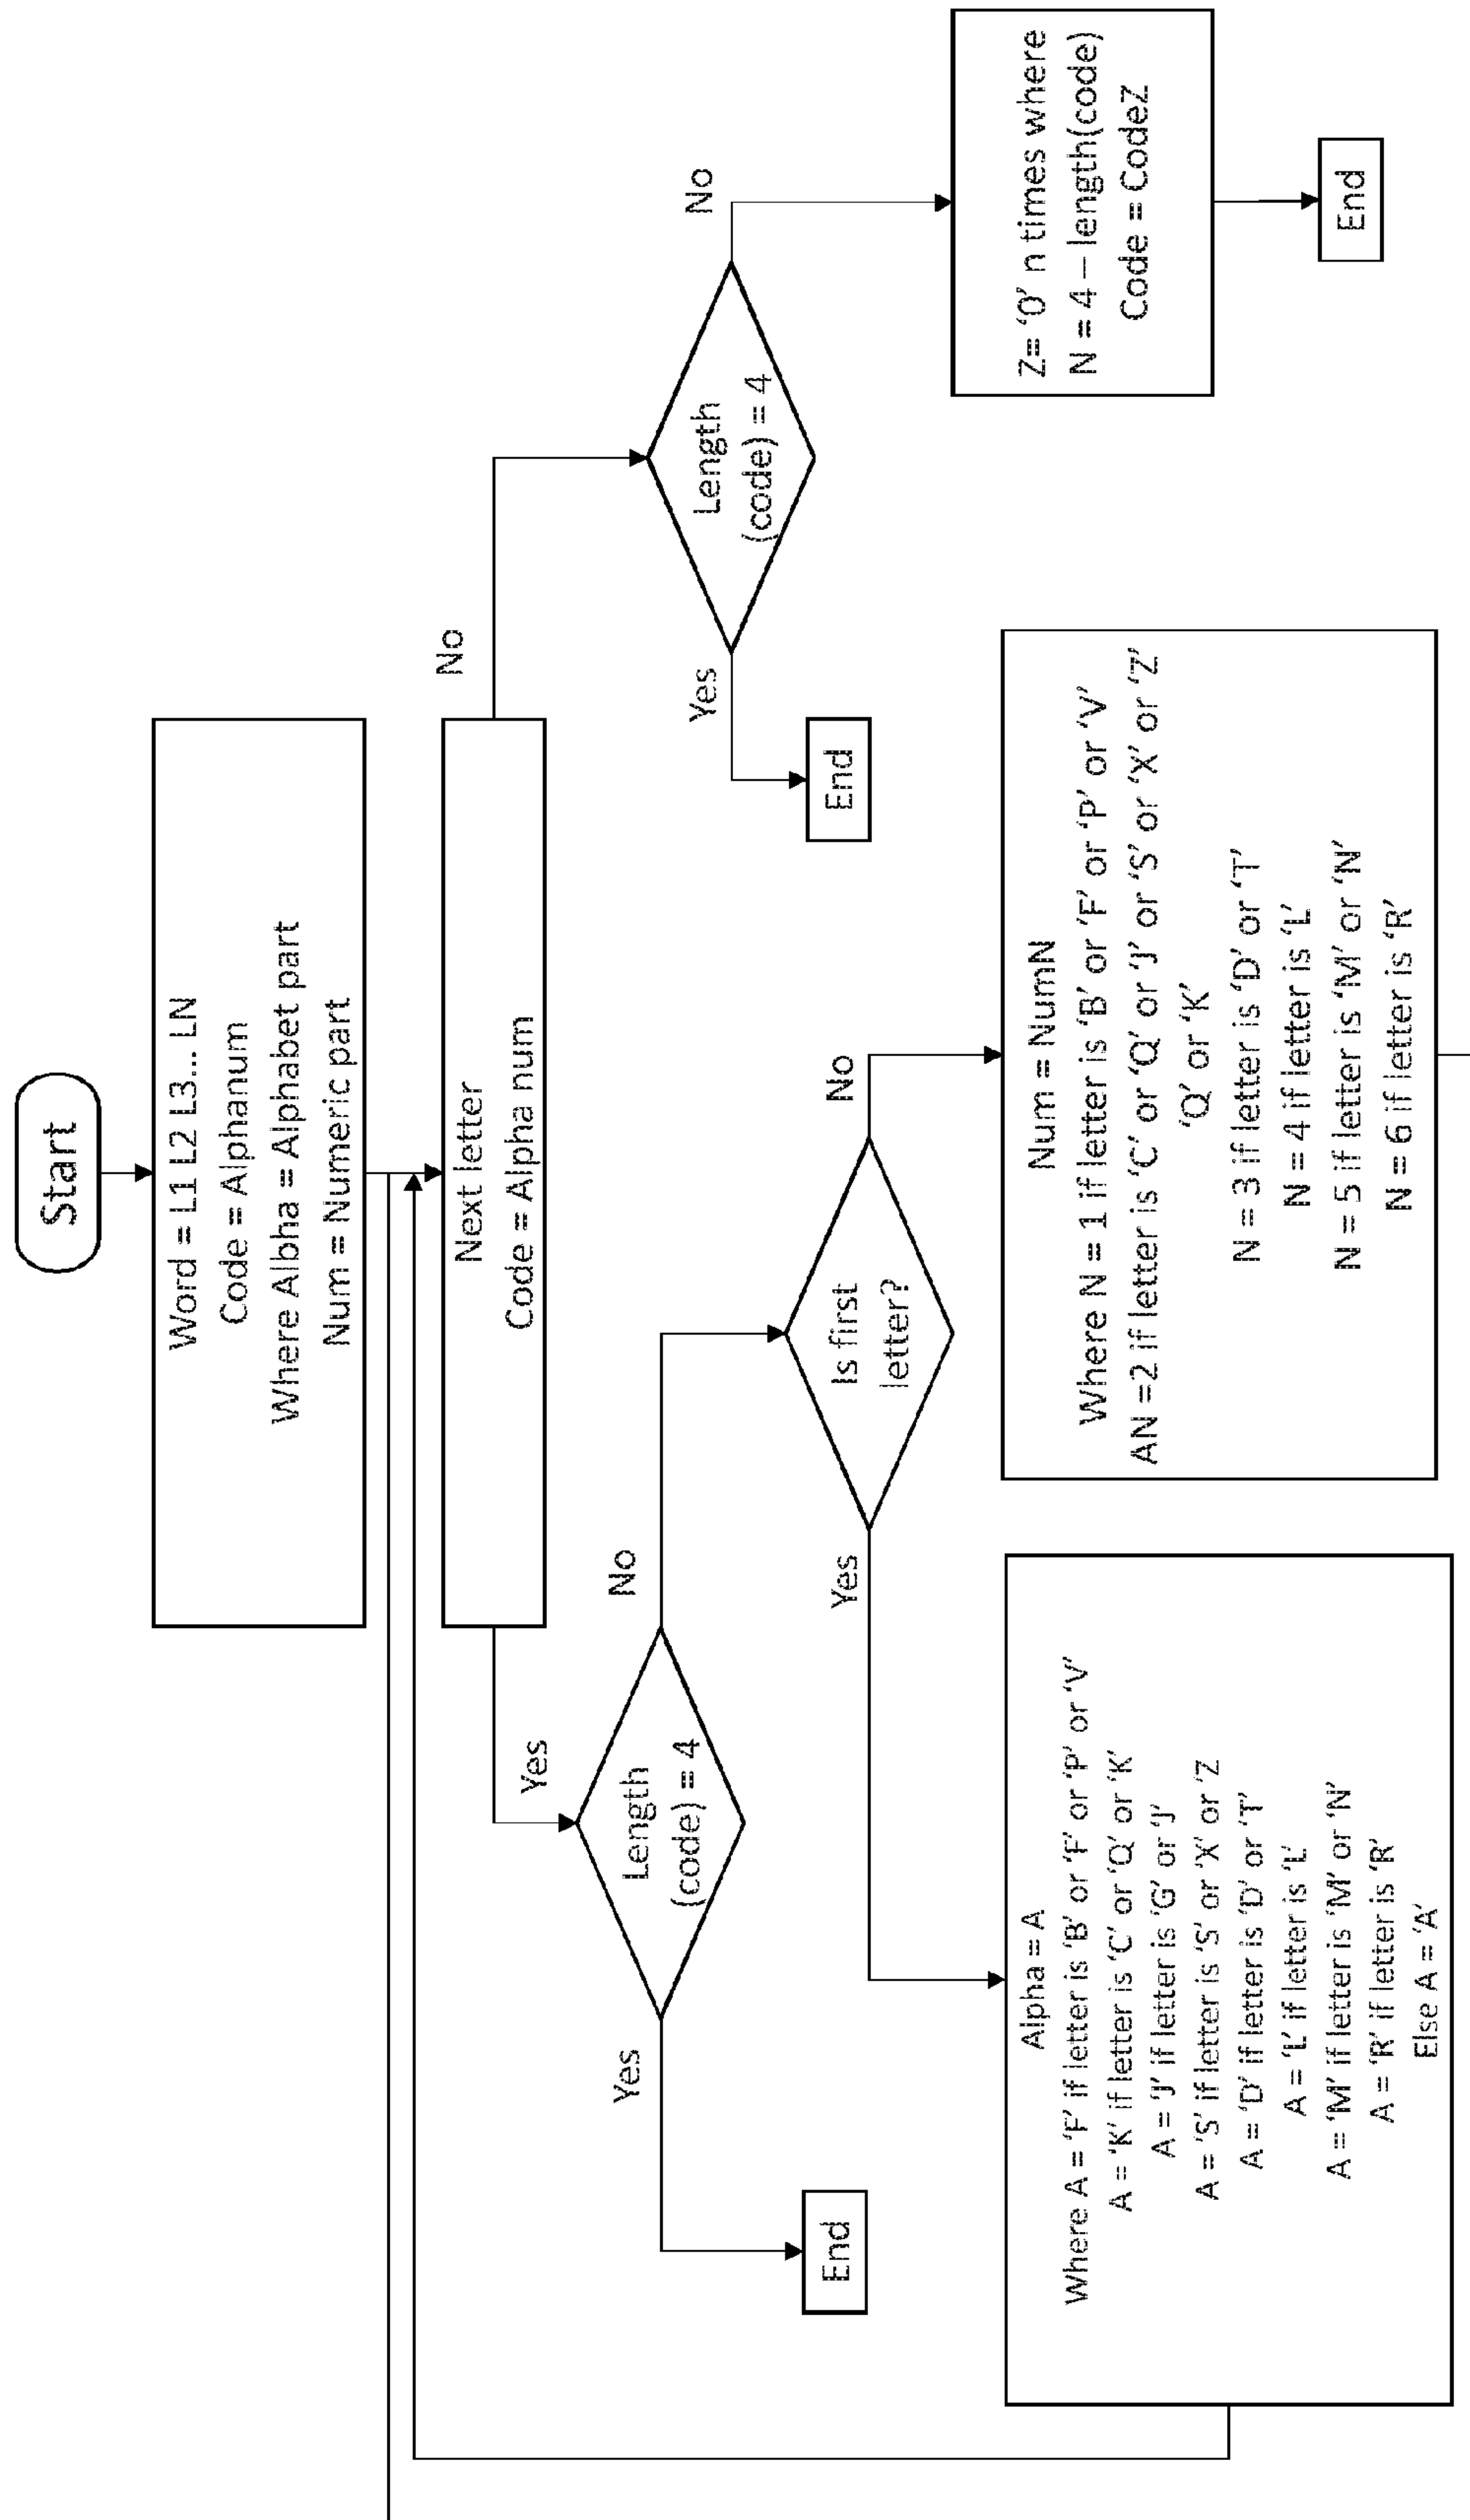 Start
Word = L1 L2 L3... LN
Code = Alphanum
Where Albha = Alphabet part
Num = Numeric part
Next letter
Code = Alpha num
Yes
No
Length
(code) = 4
Yes
No
End
Is first
letter?
Yes
No
Alpha = A
Where A = ‘F’ if letter is ‘B’ or ‘F’ or ‘P’ or ‘V’
A = ‘K’ if letter is ‘C’ or ‘Q’ or ‘K’
A = ‘J’ if letter is ‘G’ or ‘J’
A = ‘S’ if letter is ‘S’ or ‘X’ or ‘Z
A = ‘D’ if letter is ‘D’ or ‘T’
A = ‘L’ if letter is ‘L’
A = ‘M’ if letter is ‘M’ or ‘N’
A = ‘R’ if letter is ‘R’
Else A = ‘A’
Num = NumN
Where N = 1 if letter is ‘B’ or ‘F’ or ‘P’ or ‘V’
AN =2 if letter is ‘C’ or ‘Q’ or ‘J’ or ‘S’ or ‘X’ or ‘Z’
‘Q’ or ‘K’
N = 3 if letter is ‘D’ or ‘T’
N = 4 if letter is ‘L’
N = 5 if letter is ‘M’ or ‘N’
N = 6 if letter is ‘R’
Length
(code) = 4
Yes
No
End
Z= ‘0’ n times where
N = 4 – length(code)
Code = CodeZ
End